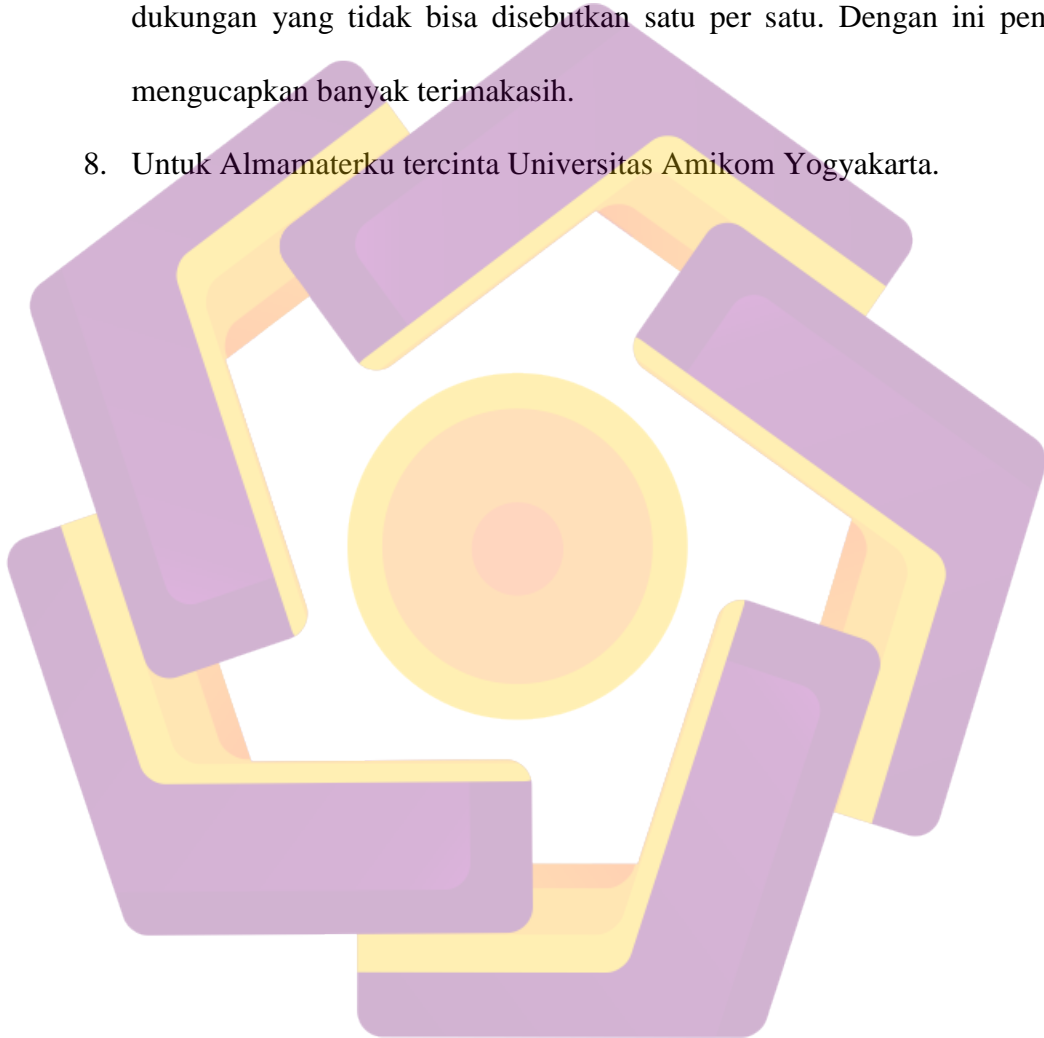 dukungan yang tidak bisa disebutkan satu per satu. Dengan ini pen
mengucapkan banyak terimakasih.
8. Untuk Almamaterku tercinta Universitas Amikom Yogyakarta.